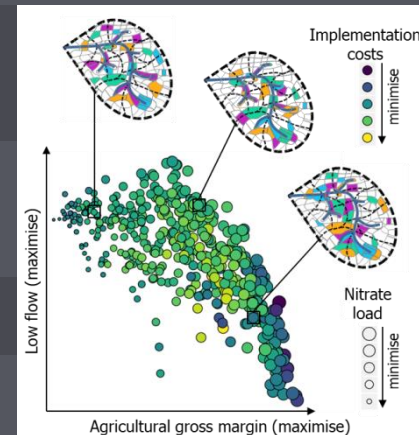 Implementation
costs
minimise
Nitrate
load
minimise
Low flow (maximise)
Agricultural gross margin (maximise)